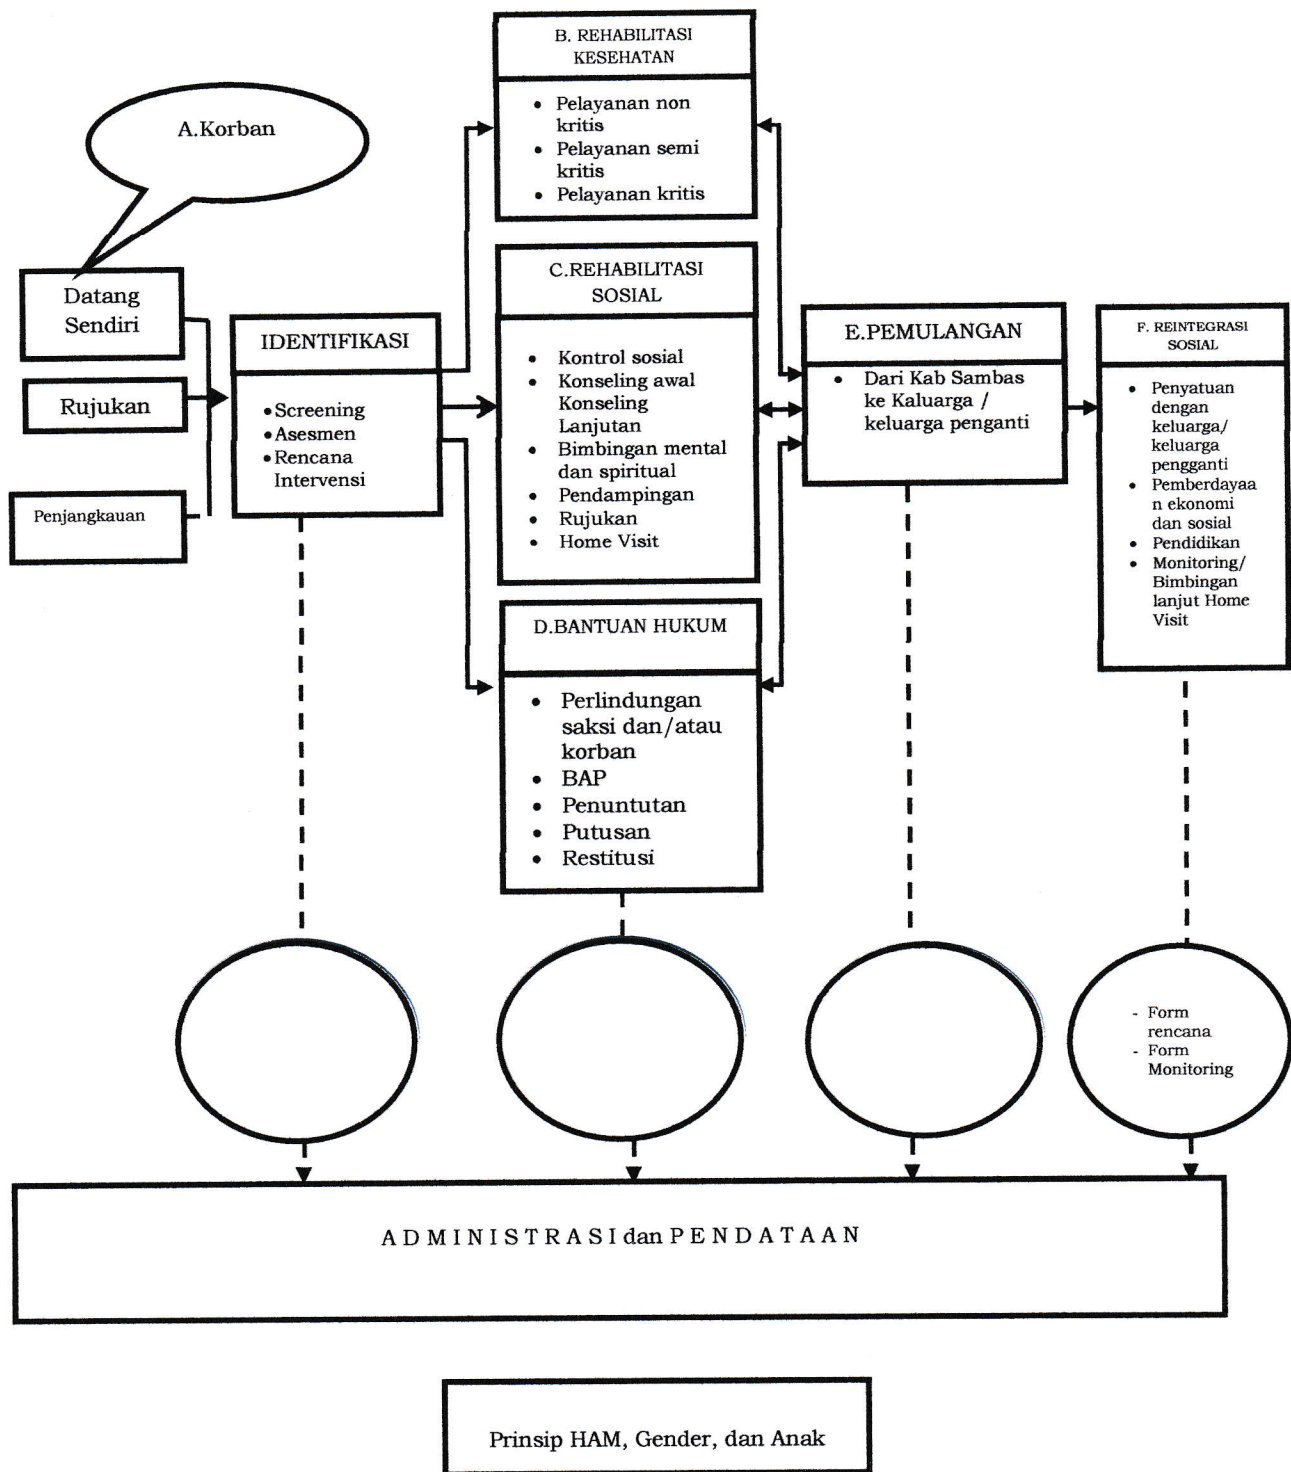 A.Korban
Datang
Sendiri
Rujukan
Penjangkauan
IDENTIFIKASI
•Screening
•Asesmen
•Rencana
Intervensi
B. REHABILITASI
KESEHATAN
• Pelayanan non
kritis
• Pelayanan semi
kritis
• Pelayanan kritis
C.REHABILITASI
SOSIAL
• Kontrol sosial
• Konseling awal
Konseling
Lanjutan
• Bimbingan mental
dan spiritual
• Pendampingan
• Rujukan
• Home Visit
D.BANTUAN HUKUM
• Perlindungan
saksi dan/atau
korban
• BAP
• Penuntutan
• Putusan
• Restitusi
E.PEMULANGAN
• Dari Kab Sambas
ke Kaluarga /
keluarga penganti
F. REINTEGRASI
SOSIAL
• Penyatuan
dengan
keluarga/
keluarga
pengganti
• Pemberdayaa
n ekonomi
dan sosial
• Pendidikan
• Monitoring/
Bimbingan
lanjut Home
Visit
- Form
rencana
- Form
Monitoring
A D M I N I S T R A S I dan P E N D A T A A N
Prinsip HAM, Gender, dan Anak